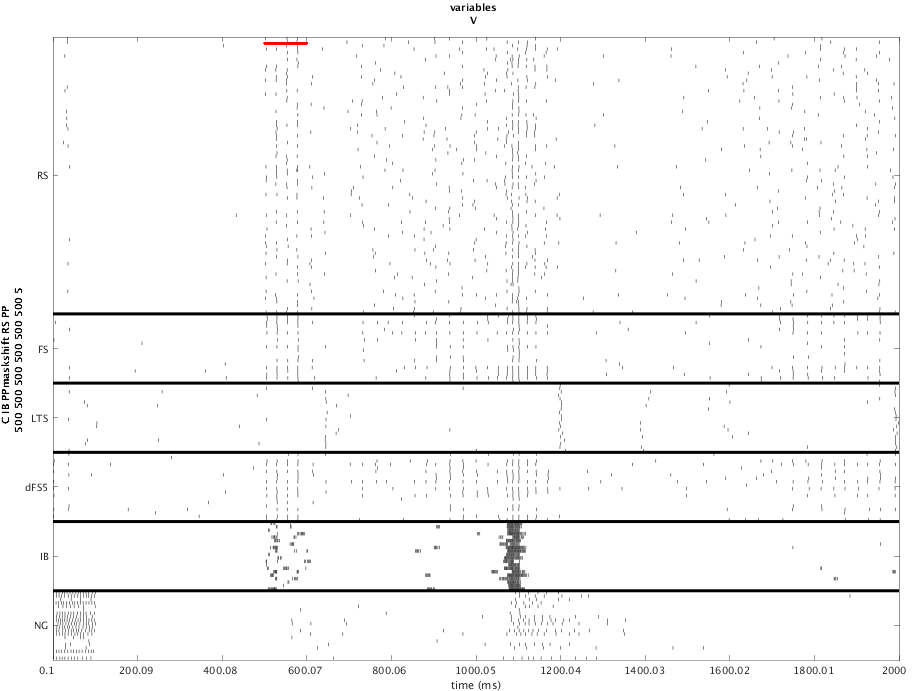 variables
V
C IB PPmaskshift RS PP
500 500 500 500 500 500 5
RS
FS
LTS
dFS5
IB
NG
0.1 200.09 400.08 600.07 800.06 1000.05 1200.04 1400.03 1600.02 1800.01 2000
time (ms)